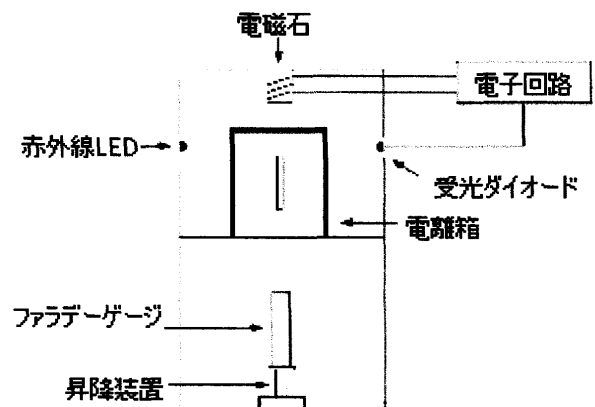 電磁石
電子回路
赤外線LED
受光ダイオード
電離箱
ファラデーゲージ
昇降装置